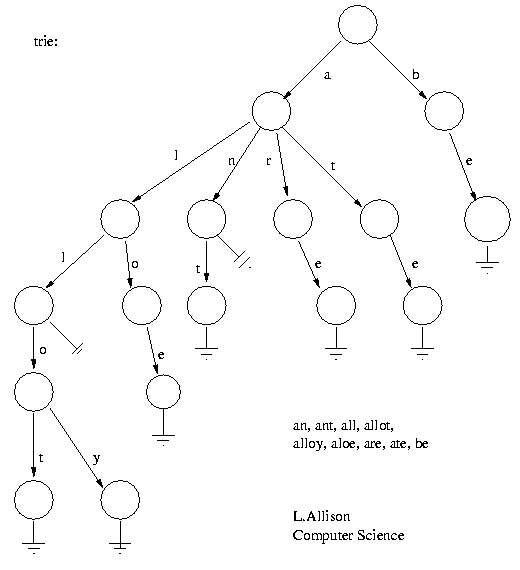 trie:
a
b
l
n
r
t
e
l
o
t
e
e
o
e
t
y
an, ant, all, allot,
alloy, aloe, are, ate, be
L.Allison
Computer Science